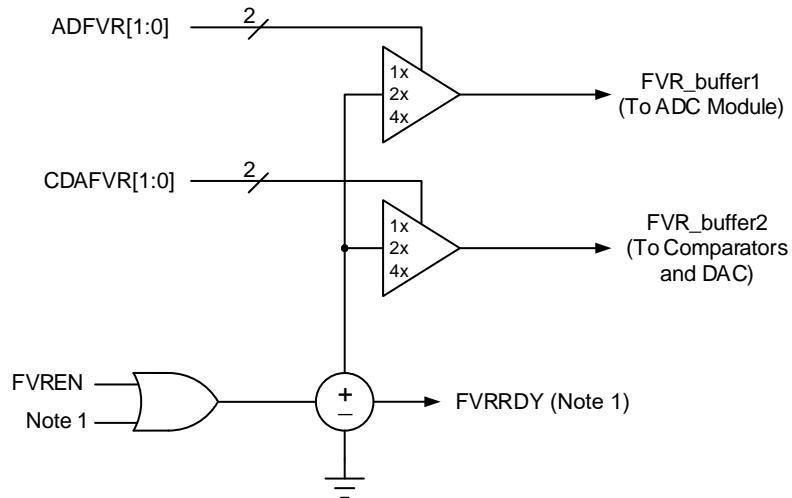 ADFVR[1:0]
2
1x
2x
4x
FVR_buffer1
(To ADC Module)
CDAFVR[1:0]
2
1x
2x
4x
FVR_buffer2
(To Comparators
and DAC)
FVREN
Note 1
+
−
FVRRDY (Note 1)